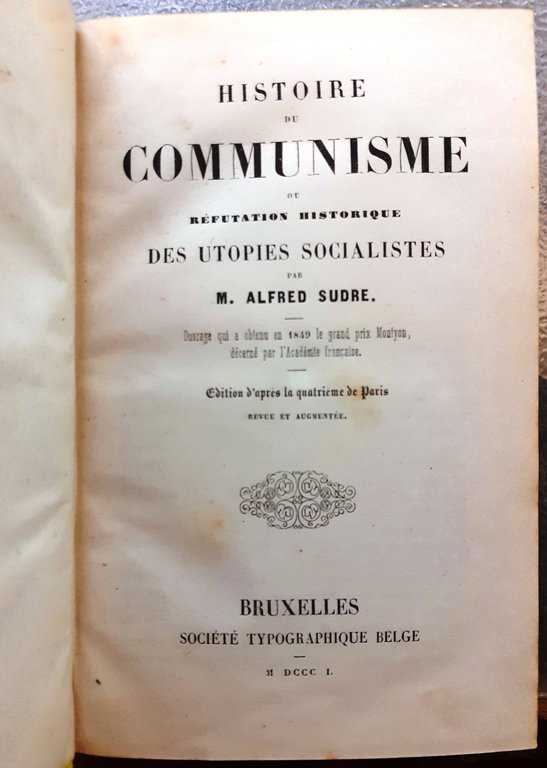 HISTOIRE
DU
COMMUNISME
OU
RÉFUTATION HISTORIQUE
DES UTOPIES SOCIALISTES
PAR
M. ALFRED SUDRE.
Ouvrage qui a obtenu en 1849 le grand prix Montyon,
décerné par l'Académie française.
Edition d'après la quatrième de Paris
REVUE ET AUGMENTÉE.
BRUXELLES
SOCIÉTÉ TYPOGRAPHIQUE BELGE
M DCCC L